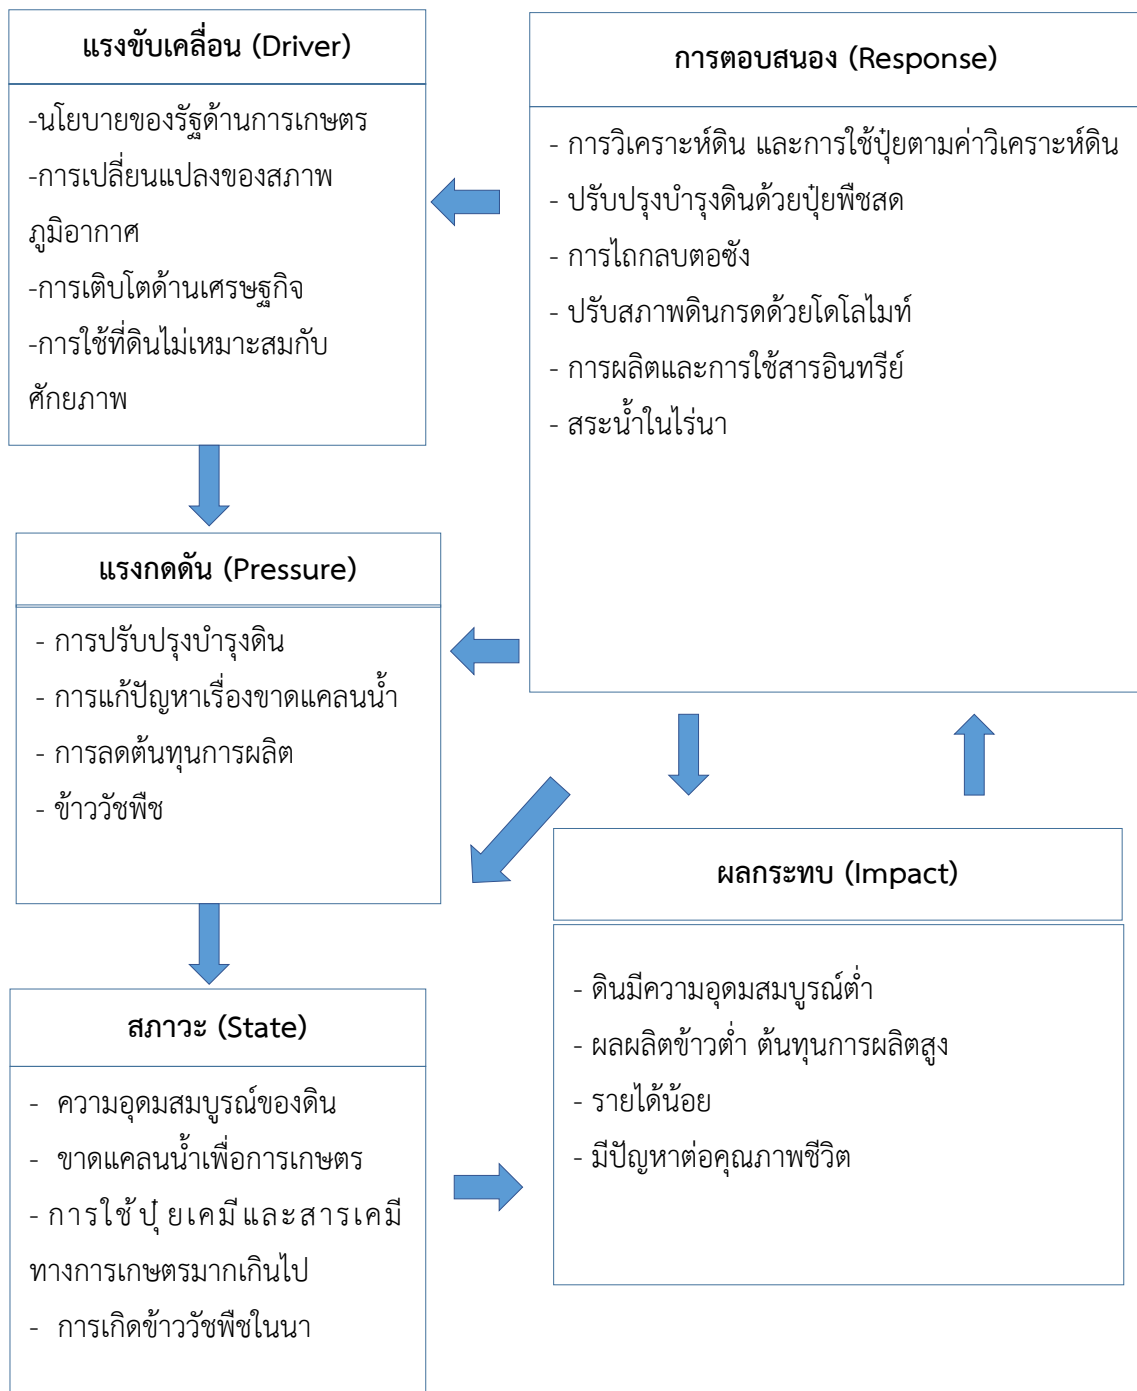 แรงขับเคลื่อน (Driver)
-นโยบายของรัฐด้านการเกษตร
-การเปลี่ยนแปลงของสภาพ
ภูมิอากาศ
-การเติบโตด้านเศรษฐกิจ
-การใช้ที่ดินไม่เหมาะสมกับ
ศักยภาพ
การตอบสนอง (Response)
- การวิเคราะห์ดิน และการใช้ปุ๋ยตามค่าวิเคราะห์ดิน
- ปรับปรุงบำรุงดินด้วยปุ๋ยพืชสด
- การไถกลบตอซัง
- ปรับสภาพดินกรดด้วยโดโลไมท์
- การผลิตและการใช้สารอินทรีย์
- สระน้ำในไร่นา
แรงกดดัน (Pressure)
- การปรับปรุงบำรุงดิน
- การแก้ปัญหาเรื่องขาดแคลนน้ำ
- การลดต้นทุนการผลิต
- ข้าววัชพืช
สภาวะ (State)
- ความอุดมสมบูรณ์ของดิน
- ขาดแคลนน้ำเพื่อการเกษตร
- การใช้ปุ๋ยเคมีและสารเคมี
ทางการเกษตรมากเกินไป
- การเกิดข้าววัชพืชในนา
ผลกระทบ (Impact)
- ดินมีความอุดมสมบูรณ์ต่ำ
- ผลผลิตข้าวต่ำ ต้นทุนการผลิตสูง
- รายได้น้อย
- มีปัญหาต่อคุณภาพชีวิต